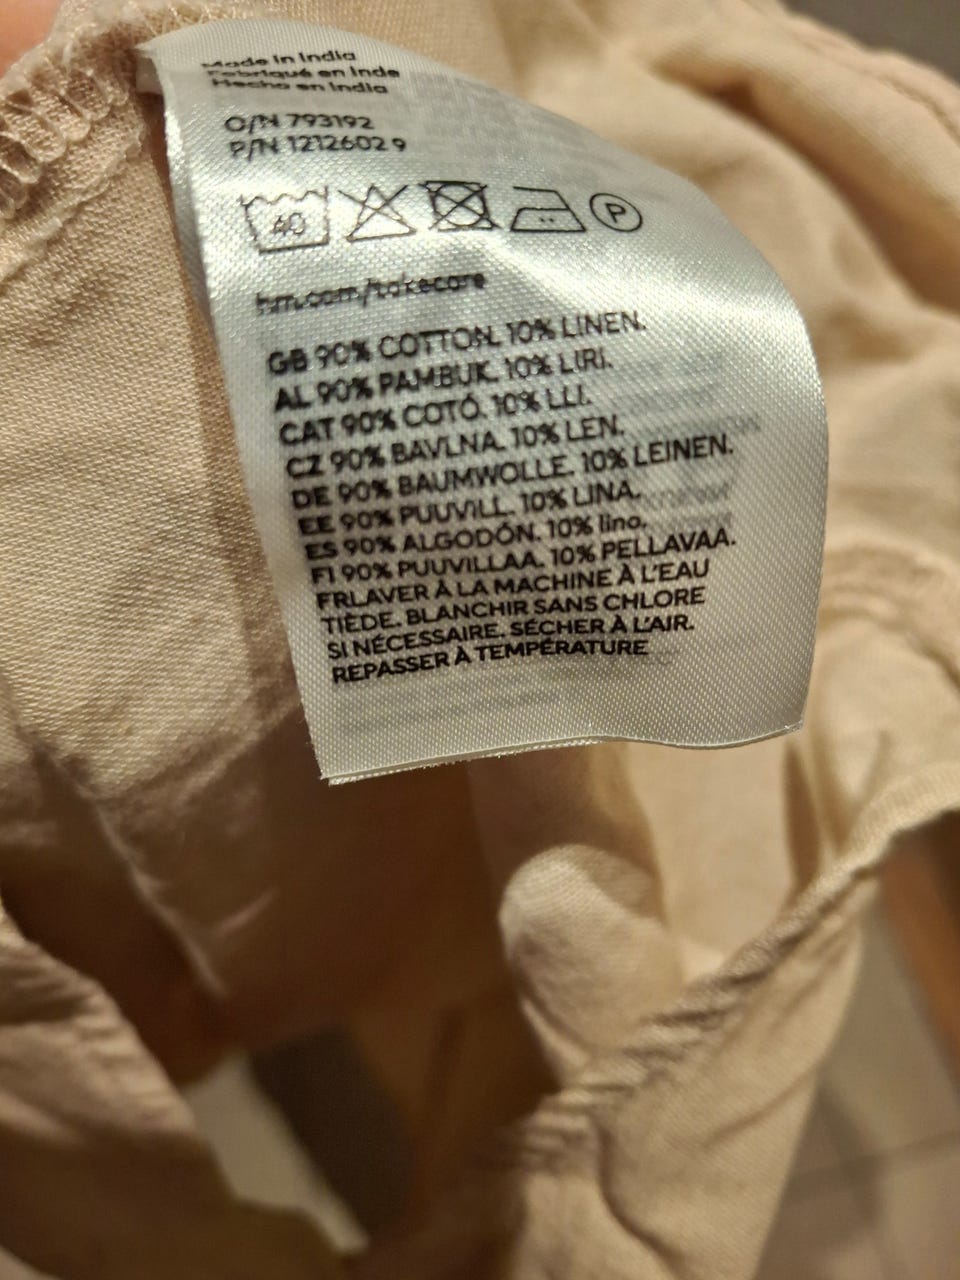 Made in India
Fabriqué en Inde
Hecho en India
O/N 793192
P/N 1212602 9
40 P
hm.com/takecare
GB 90% COTTON. 10% LINEN.
AL 90% PAMBUK. 10% LIRI.
CAT 90% COTÓ. 10% LLI.
CZ 90% BAVLNA. 10% LEN.
DE 90% BAUMWOLLE. 10% LEINEN.
EE 90% PUUVILL. 10% LINA.
ES 90% ALGODÓN. 10% lino.
FI 90% PUUVILLAA. 10% PELLAVAA.
FRLAVER À LA MACHINE À L'EAU
TIÈDE. BLANCHIR SANS CHLORE
SI NÉCESSAIRE. SÉCHER À L'AIR.
REPASSER À TEMPÉRATURE